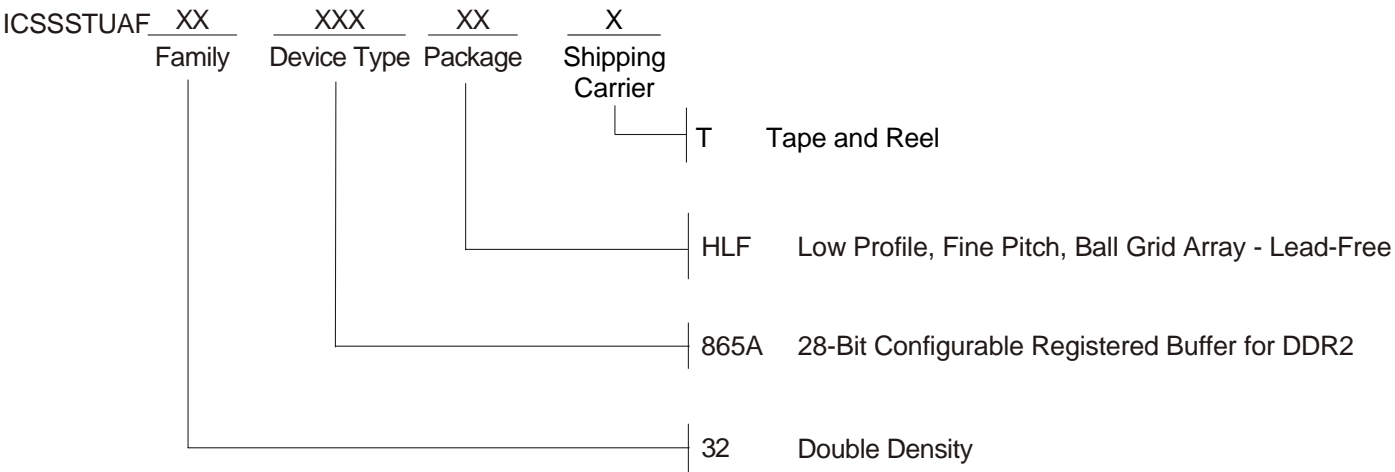 ICSSSTUAF XX XXX XX X
Family Device Type Package Shipping
Carrier
T Tape and Reel
HLF Low Profile, Fine Pitch, Ball Grid Array - Lead-Free
865A 28-Bit Configurable Registered Buffer for DDR2
32 Double Density